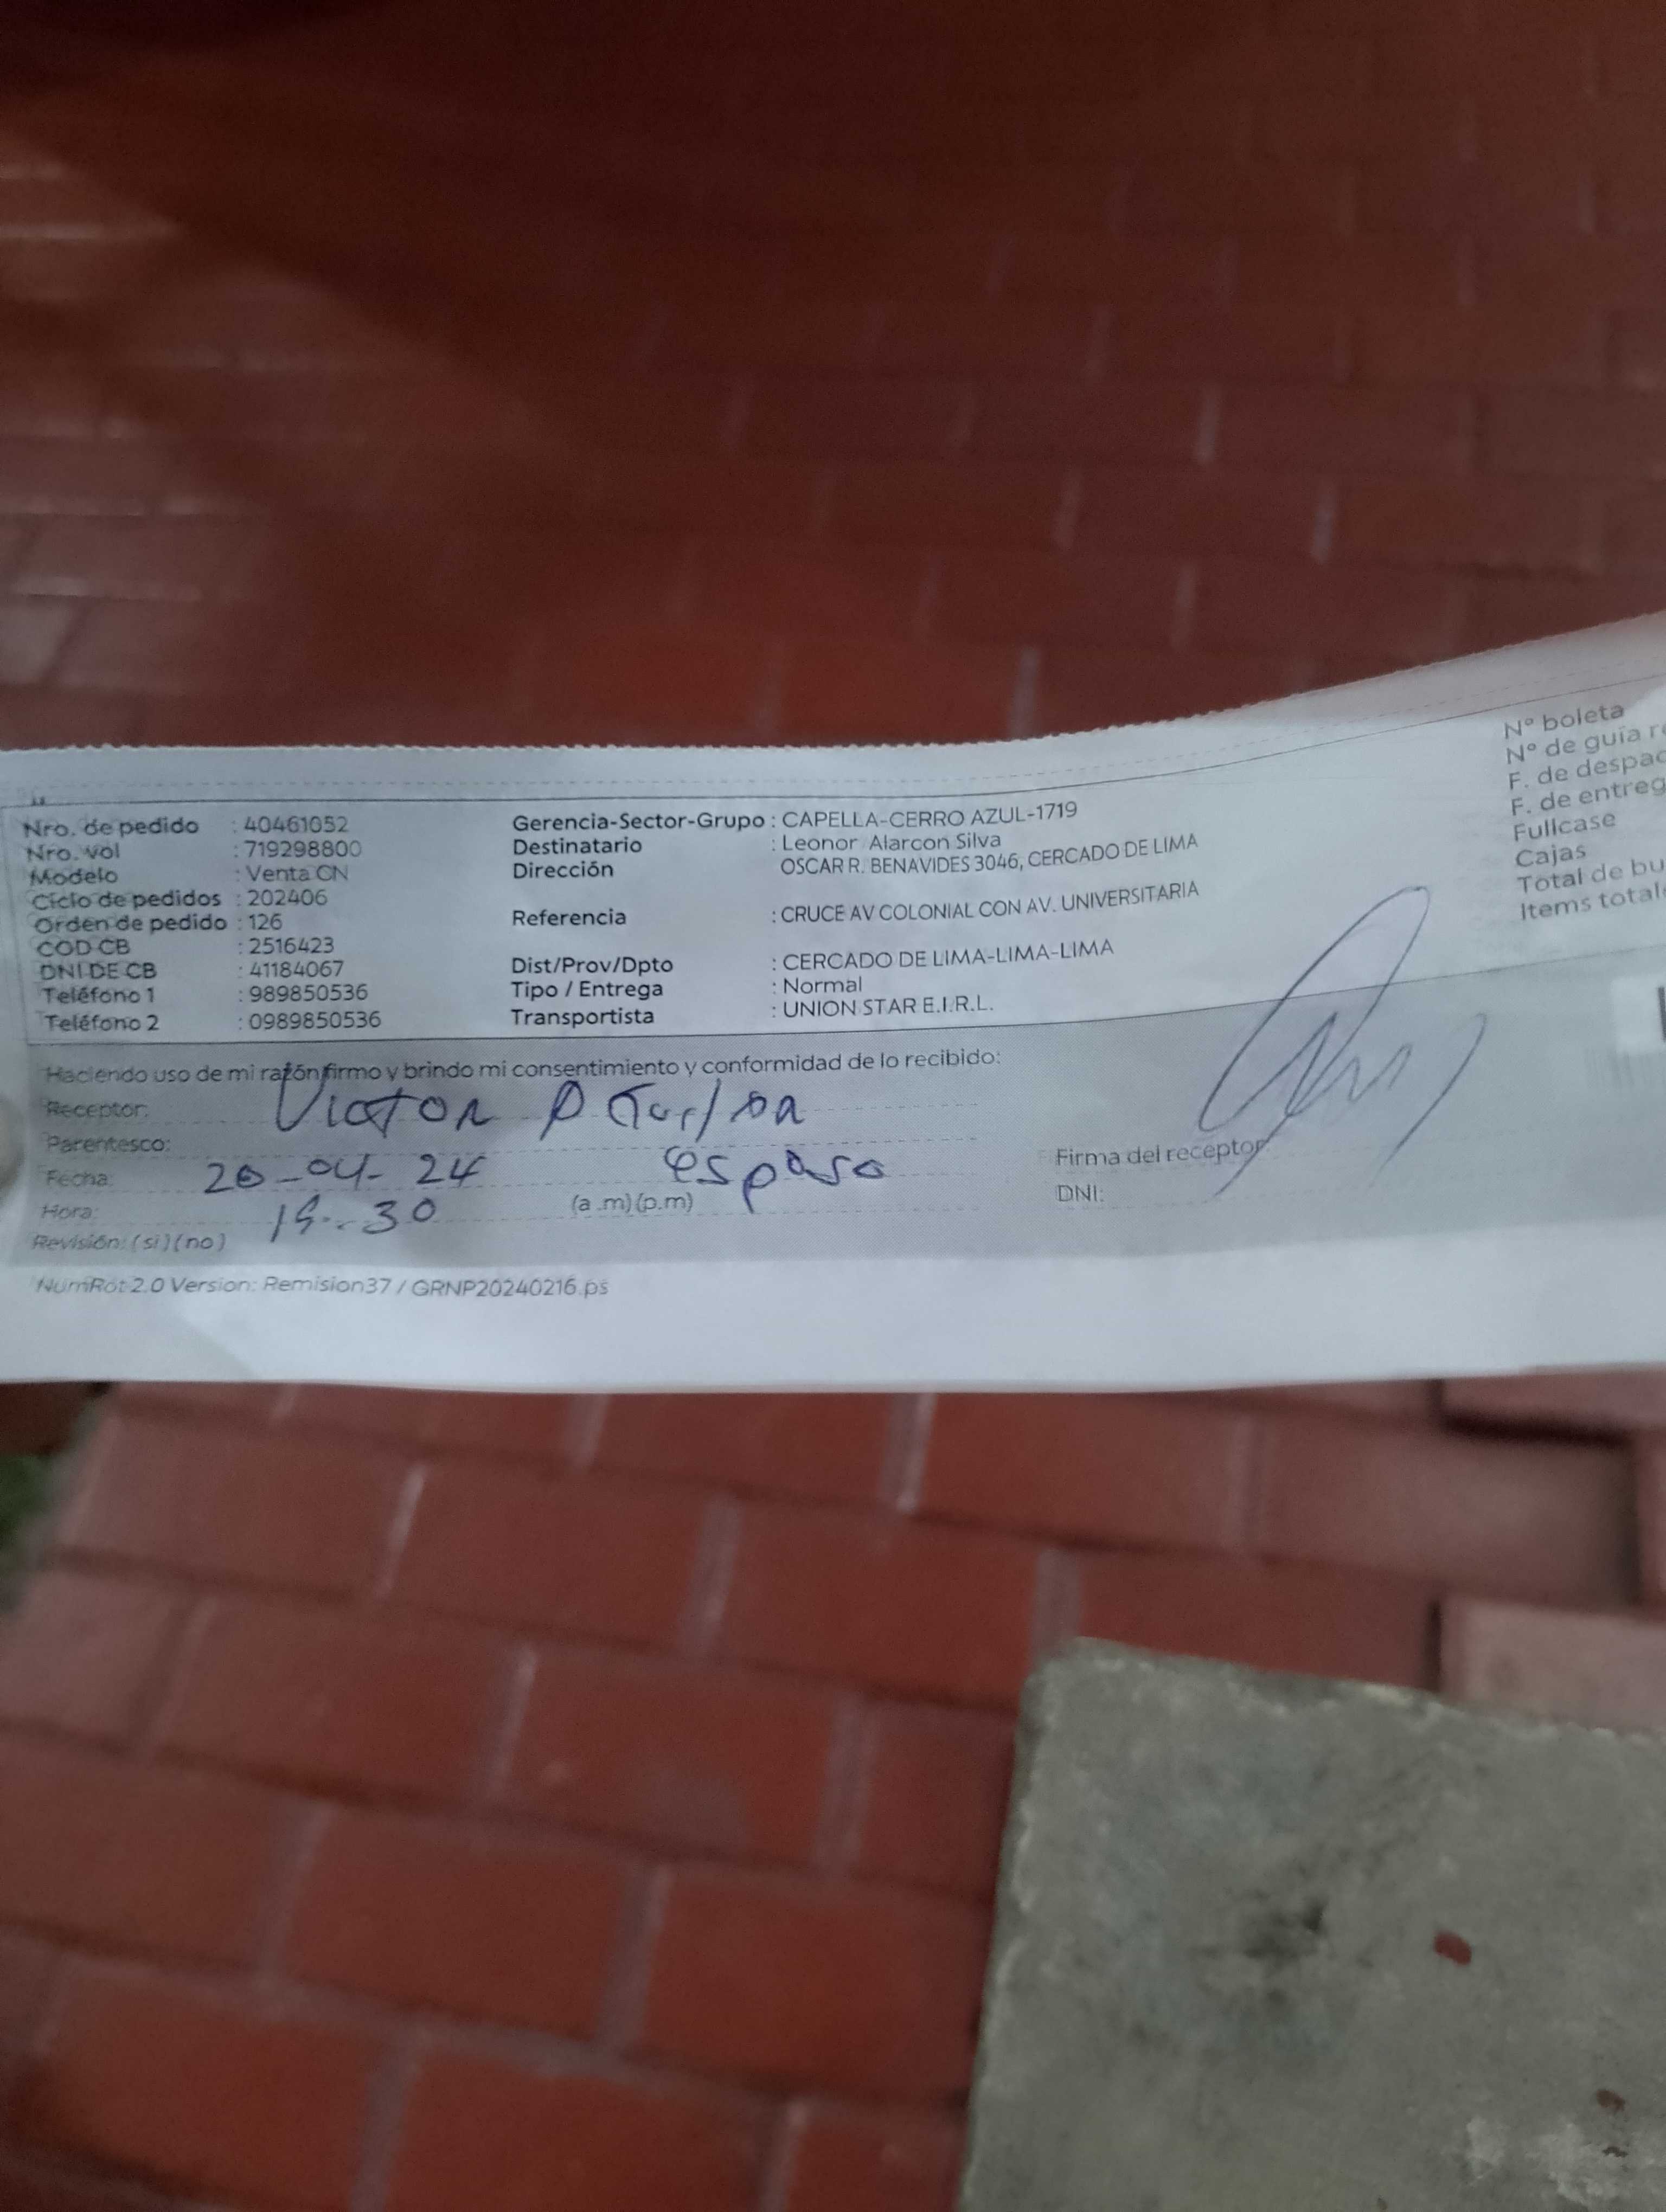 Nro. de pedido : 40461052
Nro. vol : 719298800
Modelo : Venta CN
Ciclo de pedidos : 202406
Orden de pedido : 126
COD CB : 2516423
DNI DE CB : 41184067
Teléfono 1 : 989850536
Teléfono 2 : 0989850536
Gerencia-Sector-Grupo : CAPELLA-CERRO AZUL-1719
Destinatario : Leonor Alarcon Silva
Dirección OSCAR R. BENAVIDES 3046, CERCADO DE LIMA
Referencia : CRUCE AV COLONIAL CON AV. UNIVERSITARIA
Dist/Prov/Dpto : CERCADO DE LIMA-LIMA-LIMA
Tipo / Entrega : Normal
Transportista : UNION STAR E.I.R.L.
N° boleta
N° de guía
F. de despac
F. de entreg
Fullcase
Cajas
Total de bu
Items total
Haciendo uso de mi razón firmo y brindo mi consentimiento y conformidad de lo recibido:
Receptor: Victor
Parentesco: esposo
Fecha: 20-04-24
Hora: 30 (a .m) (p.m)
Revisión: ( si ) ( no )
Firma del receptor
DNI:
NumRot 2.0 Version: Remision37 / GRNP20240216.ps